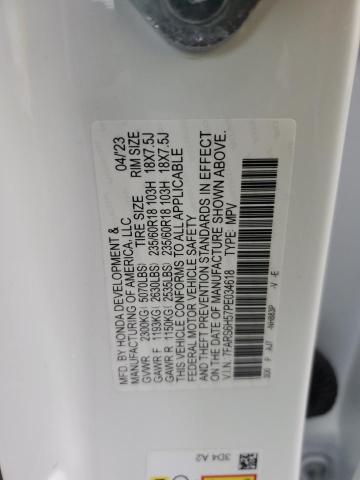 MFD. BY HONDA DEVELOPMENT & 04/'23
MANUFACTURING OF AMERICA, LLC
TIRE SIZE RIM SIZE
GVWR 2300KG( 5070LBS)
GAWR F 1193KG( 2630LBS) 235/60R18 103H 18X7.5J
GAWR R 1150KG( 2535LBS) 235/60R18 103H 18X7.5J
THIS VEHICLE CONFORMS TO ALL APPLICABLE
FEDERAL MOTOR VEHICLE SAFETY
AND THEFT PREVENTION STANDARDS IN EFFECT
ON THE DATE OF MANUFACTURE SHOWN ABOVE.
V.I.N. 7FARS6H57PE034618 TYPE: MPV
NH883P -V -E
3D4 A2